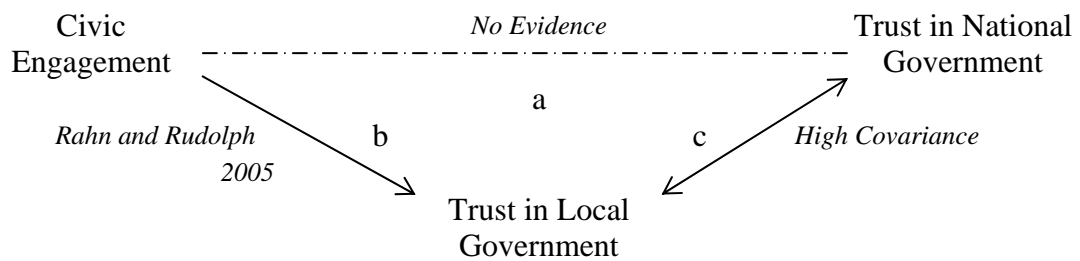 Civic
Engagement
No Evidence
Trust in National
Government
a
Rahn and Rudolph
2005
b
c
High Covariance
Trust in Local
Government